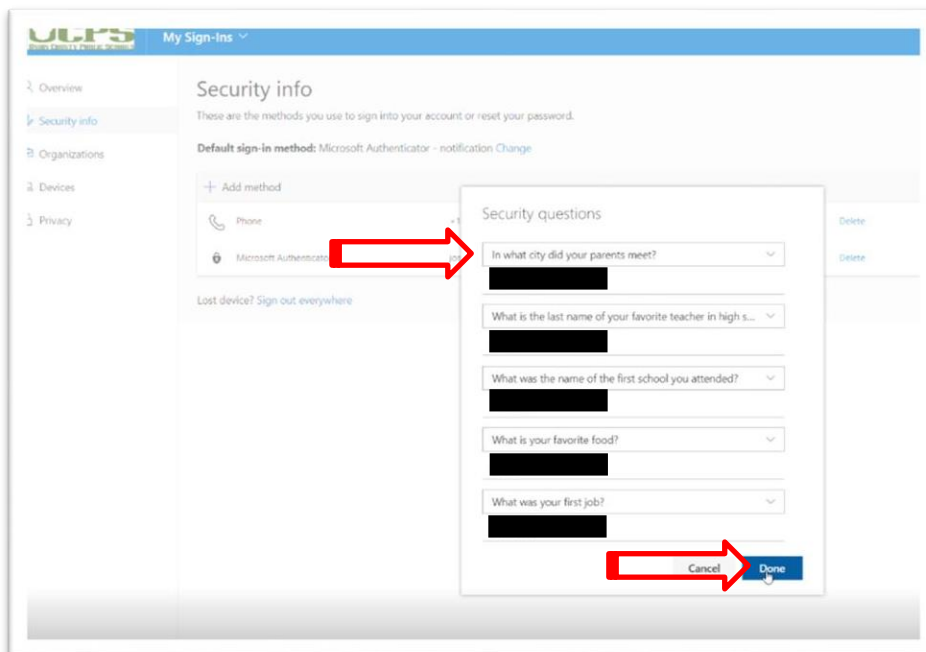 My Sign-Ins
Overview
Security info
Organizations
Devices
Privacy
Security info
These are the methods you use to sign into your account or reset your password.
Default sign-in method: Microsoft Authenticator - notification Change
Add method
Phone
Delete
Microsoft Authenticator
Delete
Lost device? Sign out everywhere
Security questions
In what city did your parents meet?
What is the last name of your favorite teacher in high s...
What was the name of the first school you attended?
What is your favorite food?
What was your first job?
Cancel Done